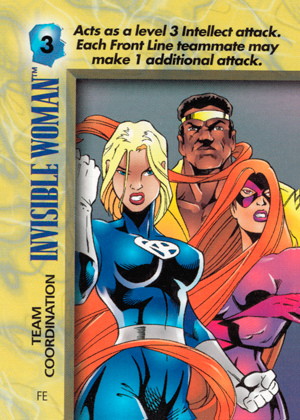 3
Acts as a level 3 Intellect attack.
Each Front Line teammate may
make 1 additional attack.
INVISIBLE WOMAN™
TEAM
COORDINATION
FE
4